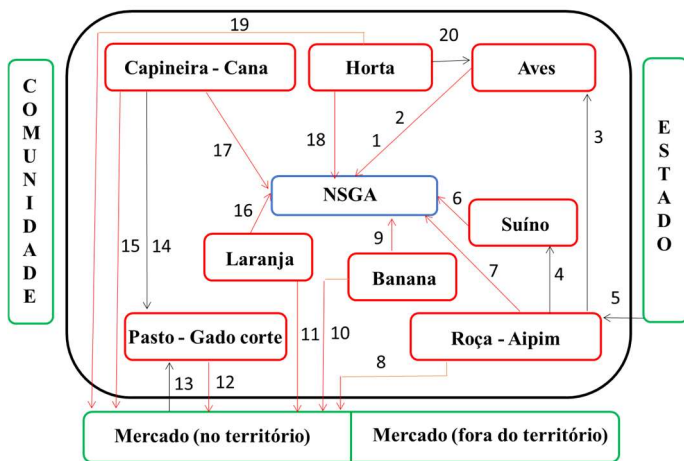 19
20
Capineira - Cana
Horta
Aves
COMUNIDADE
ESTADO
2
1
3
18
17
NSGA
16
6
Suíno
15
14
9
Laranja
Banana
7
4
5
Pasto - Gado corte
11
10
Roça - Aipim
13
12
8
Mercado (no território)
Mercado (fora do território)